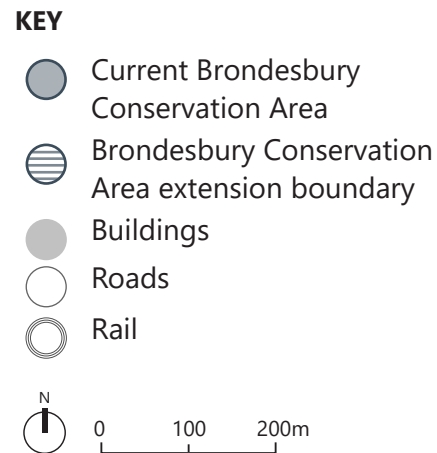 KEY
Current Brondesbury
Conservation Area
Brondesbury Conservation
Area extension boundary
Buildings
Roads
Rail
N
0 100 200m